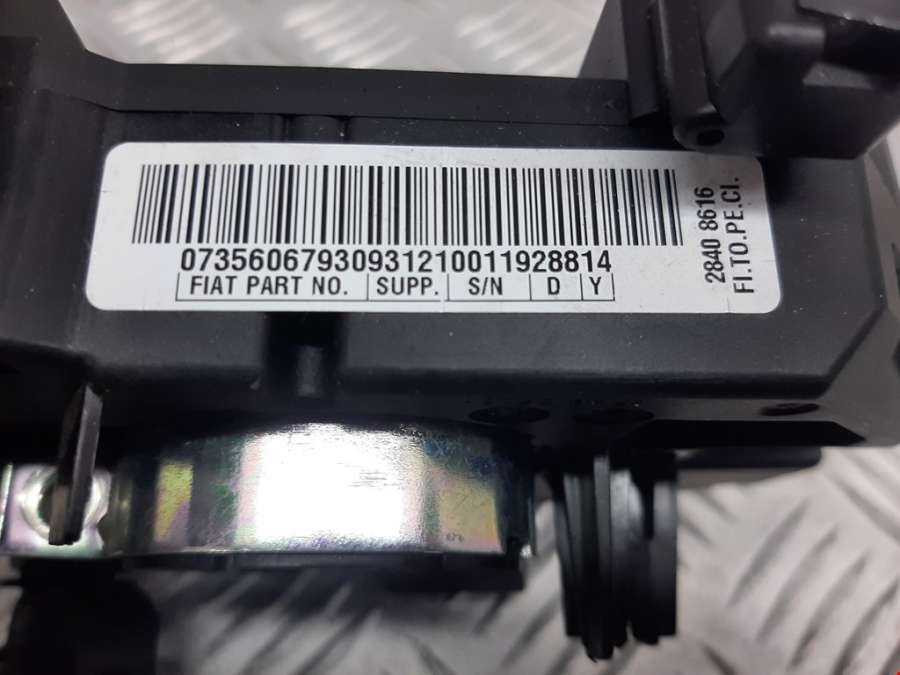 07356067930931210011928814
FIAT PART NO. SUPP. S/N D Y
2840 8616
FI.TO.PE.CI.